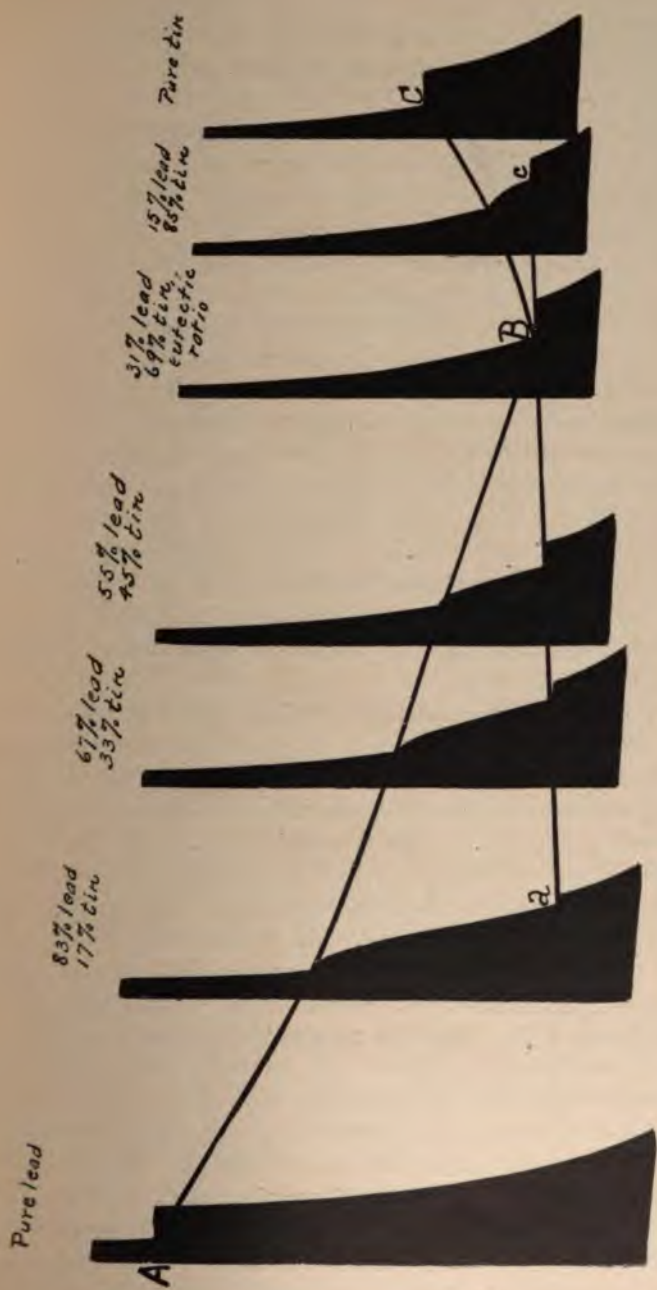 Pure lead
83% lead
17% tin
67% lead
33% tin
55% lead
45% tin
31% lead
69% tin,
eutectic
ratio
15% lead
85% tin
Pure tin
A
a
B
c
C